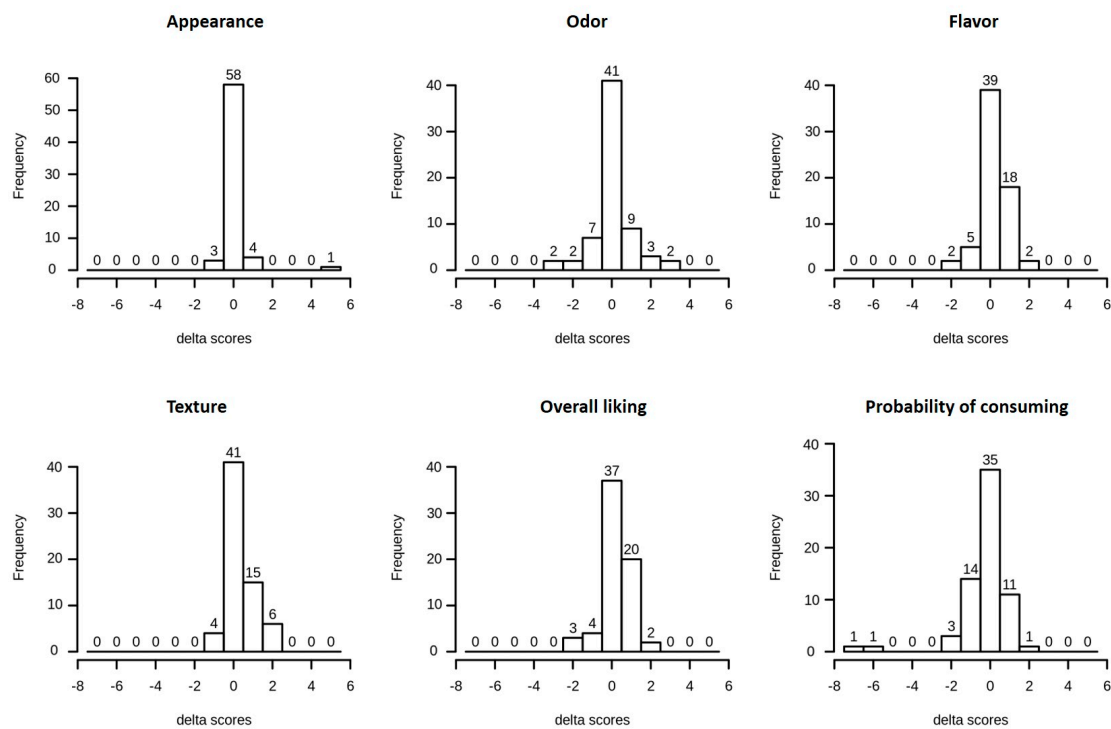 Appearance
Frequency
60
50
40
30
20
10
0
0 0 0 0 0 0 3 58 4 0 0 0 1
-8 -6 -4 -2 0 2 4 6
delta scores
Odor
Frequency
40
30
20
10
0
0 0 0 0 2 2 7 41 9 3 2 0 0
-8 -6 -4 -2 0 2 4 6
delta scores
Flavor
Frequency
40
30
20
10
0
0 0 0 0 0 2 5 39 18 2 0 0 0
-8 -6 -4 -2 0 2 4 6
delta scores
Texture
Frequency
40
30
20
10
0
0 0 0 0 0 0 4 41 15 6 0 0 0
-8 -6 -4 -2 0 2 4 6
delta scores
Overall liking
Frequency
40
30
20
10
0
0 0 0 0 0 3 4 37 20 2 0 0 0
-8 -6 -4 -2 0 2 4 6
delta scores
Probability of consuming
Frequency
40
30
20
10
0
1 1 0 0 0 3 14 35 11 1 0 0 0
-8 -6 -4 -2 0 2 4 6
delta scores